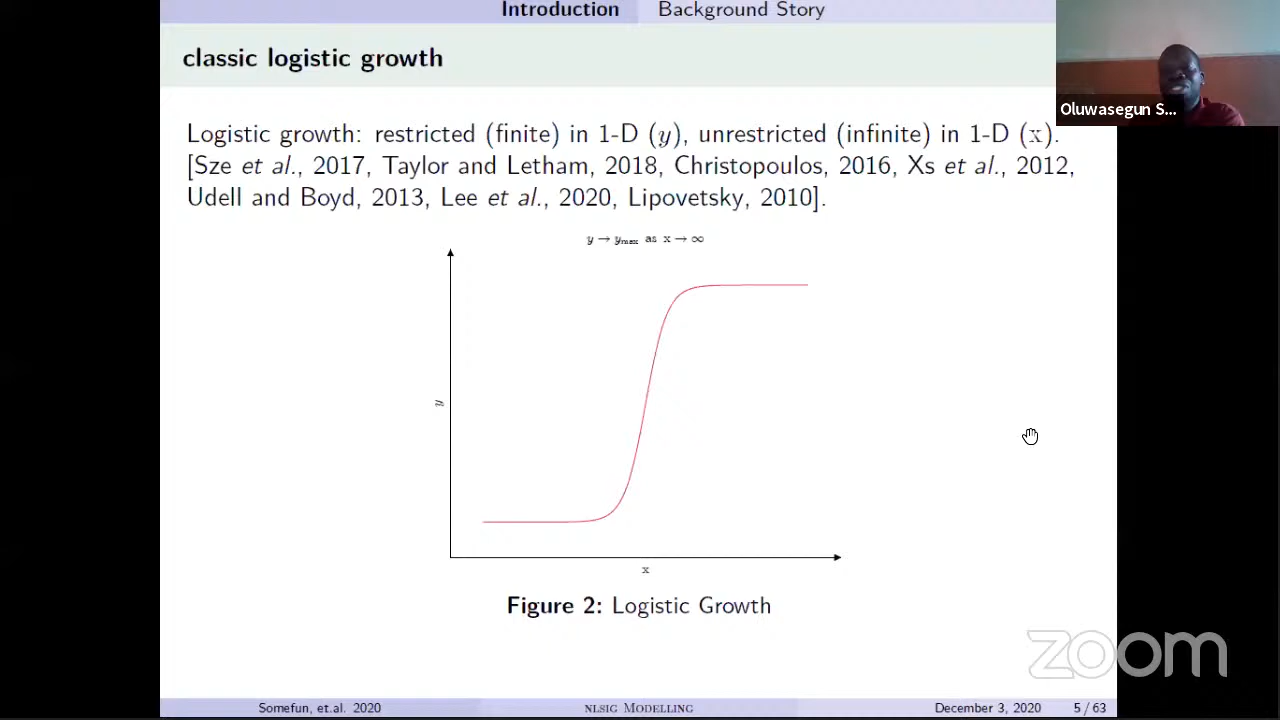 Introduction Background Story
classic logistic growth
Oluwasegun S...
Logistic growth: restricted (finite) in 1-D (y), unrestricted (infinite) in 1-D (x).
[Sze et al., 2017, Taylor and Letham, 2018, Christopoulos, 2016, Xs et al., 2012,
Udell and Boyd, 2013, Lee et al., 2020, Lipovetsky, 2010].
y → ymax as x → ∞
y
x
Figure 2: Logistic Growth
zoom
Somefun, et.al. 2020 NLSIG MODELLING December 3, 2020 5 / 63